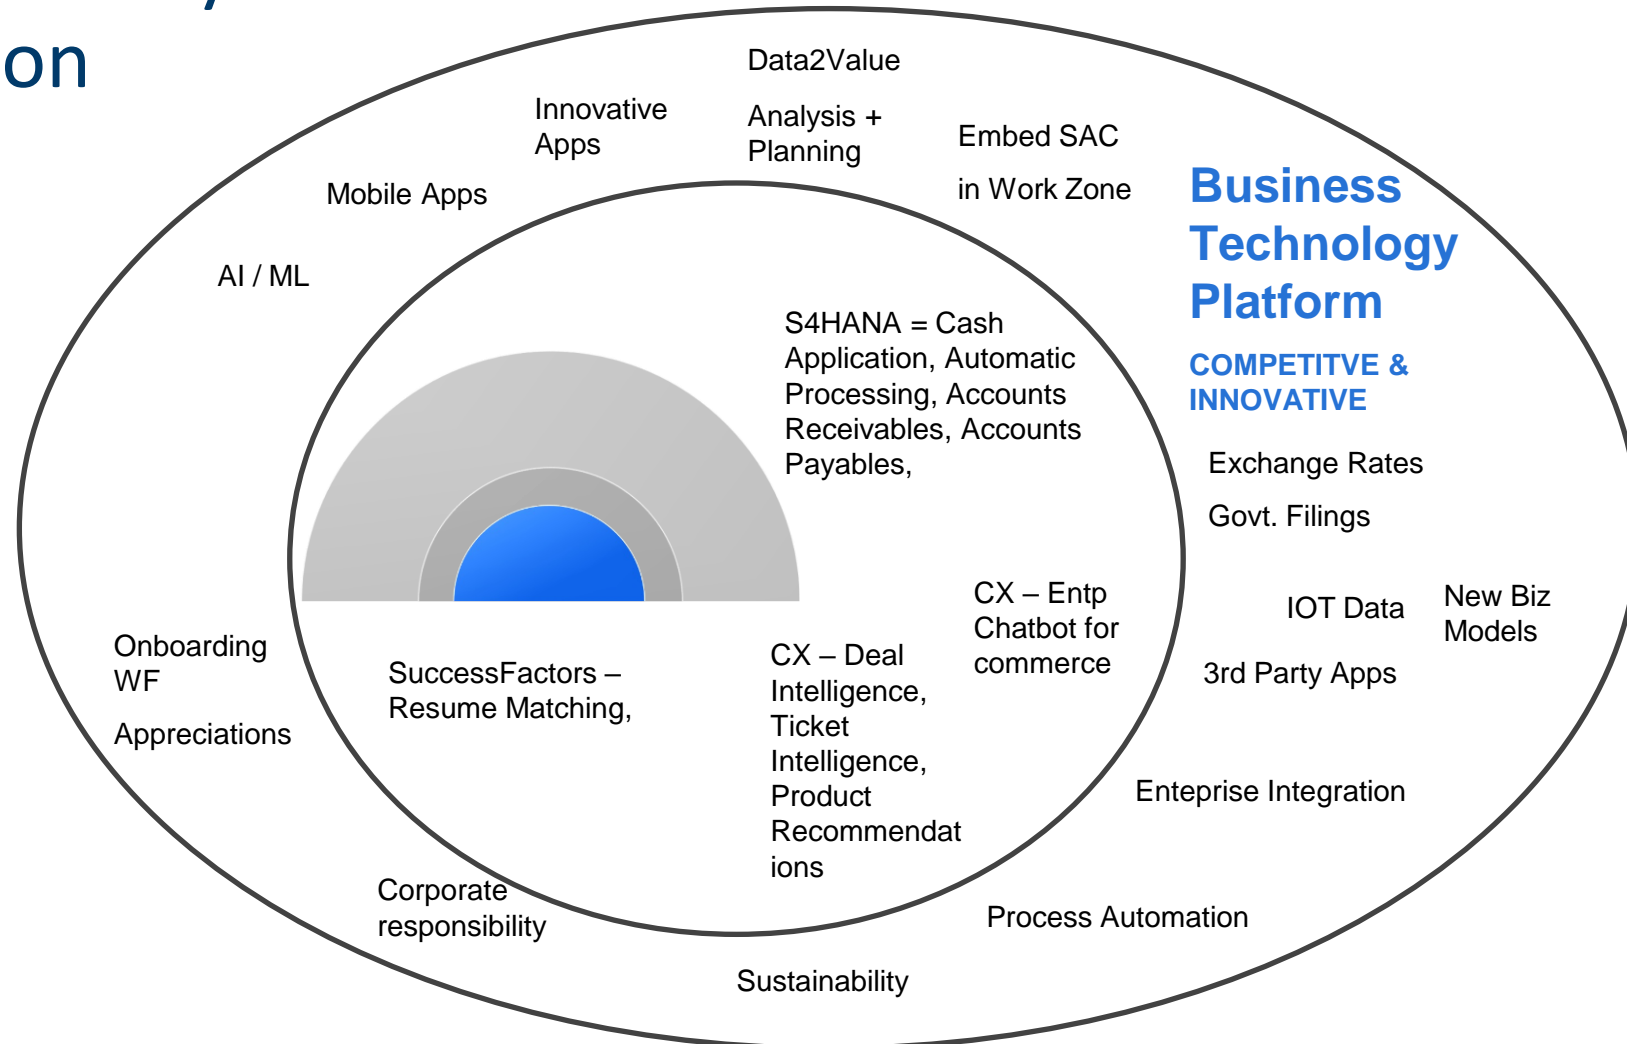 on
Data2Value
Innovative
Apps
Analysis +
Planning
Embed SAC
in Work Zone
Mobile Apps
AI / ML
Business
Technology
Platform
COMPETITVE &
INNOVATIVE
S4HANA = Cash
Application, Automatic
Processing, Accounts
Receivables, Accounts
Payables,
Exchange Rates
Govt. Filings
CX – Entp
Chatbot for
commerce
IOT Data
New Biz
Models
3rd Party Apps
Onboarding
WF
Appreciations
SuccessFactors –
Resume Matching,
CX – Deal
Intelligence,
Ticket
Intelligence,
Product
Recommendat
ions
Enteprise Integration
Corporate
responsibility
Process Automation
Sustainability